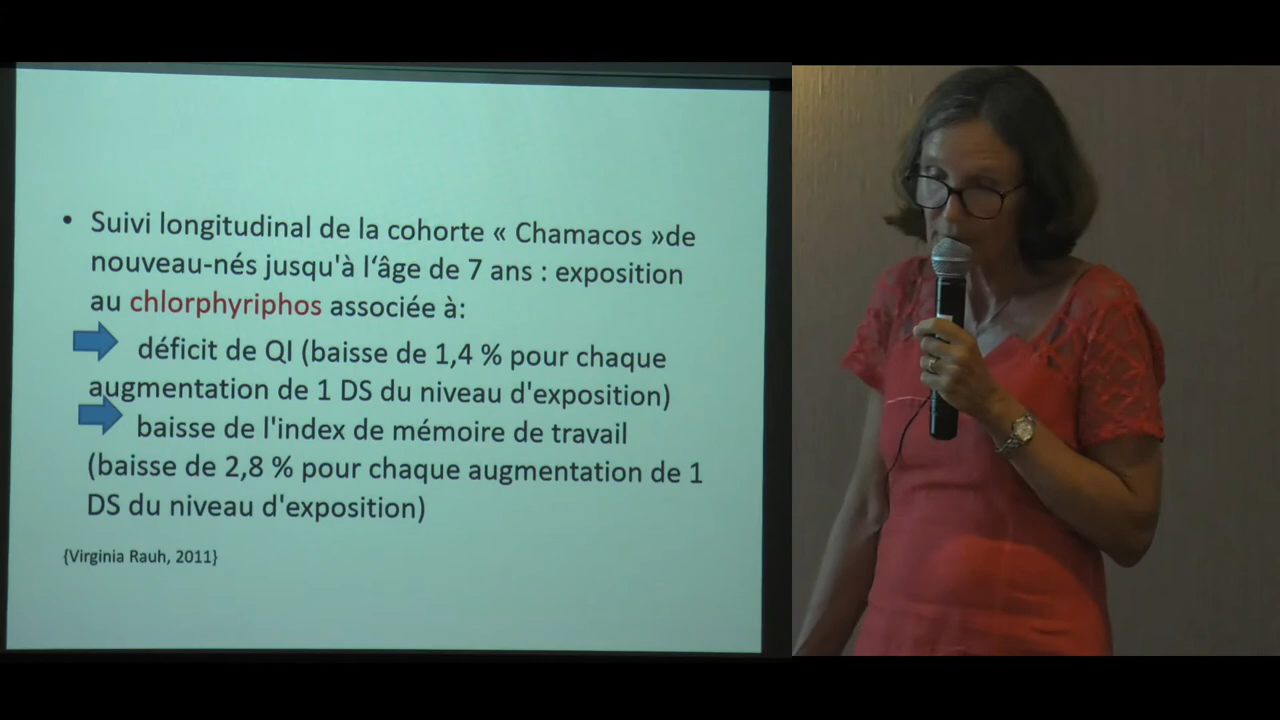 • Suivi longitudinal de la cohorte « Chamacos »de
nouveau-nés jusqu'à l‘âge de 7 ans : exposition
au chlorphyriphos associée à:
déficit de QI (baisse de 1,4 % pour chaque
augmentation de 1 DS du niveau d'exposition)
baisse de l'index de mémoire de travail
(baisse de 2,8 % pour chaque augmentation de 1
DS du niveau d'exposition)
{Virginia Rauh, 2011}